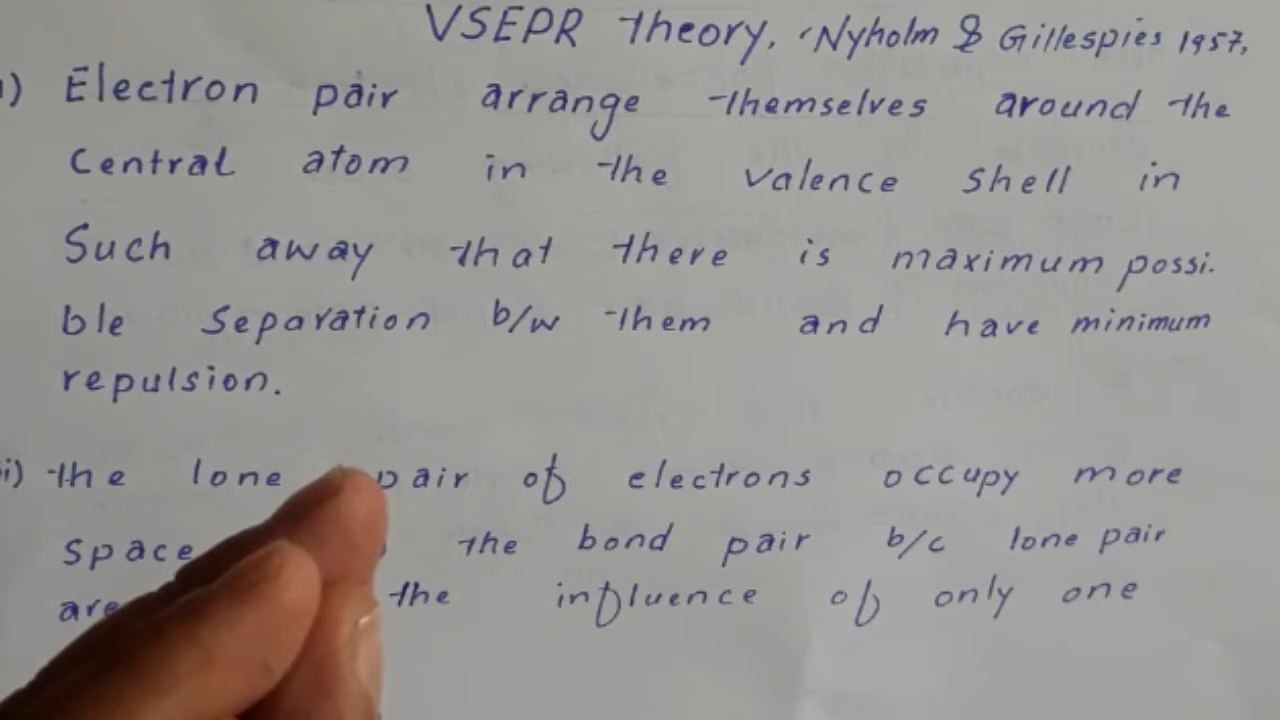 VSEPR theory, Nyholm & Gillespies 1957,
i) Electron pair arrange themselves around the
Central atom in the valence shell in
Such away that there is maximum possi.
ble Separation b/w them and have minimum
repulsion.
ii) the lone pair of electrons occupy more
Space the bond pair b/c lone pair
are the influence of only one